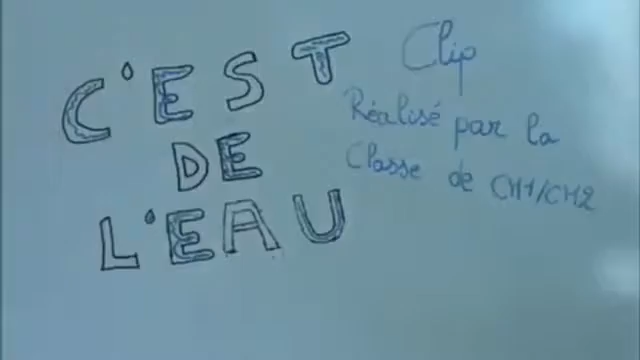 C'EST
DE
L'EAU
Clip
Réalisé par la
Classe de CM1/CM2